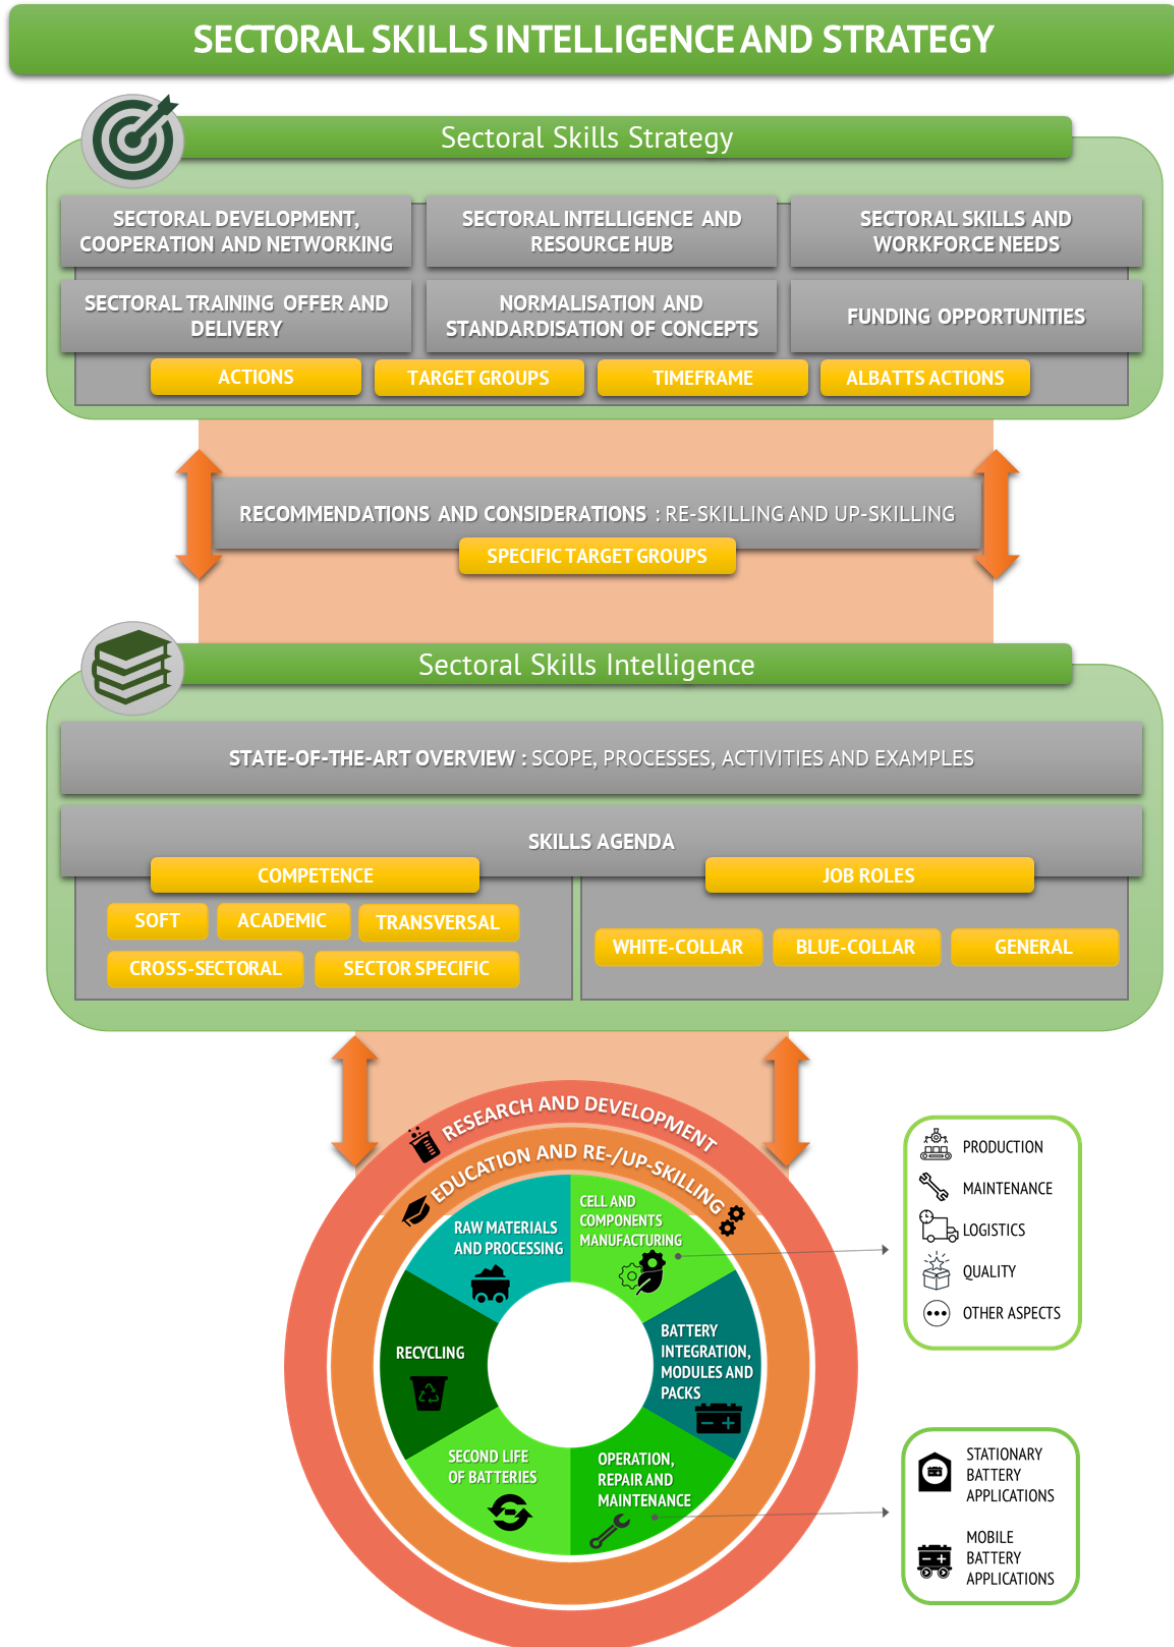 SECTORAL SKILLS INTELLIGENCE AND STRATEGY
Sectoral Skills Strategy
SECTORAL DEVELOPMENT,
COOPERATION AND NETWORKING
SECTORAL INTELLIGENCE AND
RESOURCE HUB
SECTORAL SKILLS AND
WORKFORCE NEEDS
SECTORAL TRAINING OFFER AND
DELIVERY
NORMALISATION AND
STANDARDISATION OF CONCEPTS
FUNDING OPPORTUNITIES
ACTIONS
TARGET GROUPS
TIMEFRAME
ALBATTS ACTIONS
RECOMMENDATIONS AND CONSIDERATIONS : RE-SKILLING AND UP-SKILLING
SPECIFIC TARGET GROUPS
Sectoral Skills Intelligence
STATE-OF-THE-ART OVERVIEW : SCOPE, PROCESSES, ACTIVITIES AND EXAMPLES
SKILLS AGENDA
COMPETENCE
JOB ROLES
SOFT
ACADEMIC
TRANSVERSAL
CROSS-SECTORAL
SECTOR SPECIFIC
WHITE-COLLAR
BLUE-COLLAR
GENERAL
RESEARCH AND DEVELOPMENT
EDUCATION AND RE-/UP-SKILLING
RAW MATERIALS
AND PROCESSING
CELL AND
COMPONENTS
MANUFACTURING
BATTERY
INTEGRATION,
MODULES AND
PACKS
OPERATION,
REPAIR AND
MAINTENANCE
SECOND LIFE
OF BATTERIES
RECYCLING
PRODUCTION
MAINTENANCE
LOGISTICS
QUALITY
OTHER ASPECTS
STATIONARY
BATTERY
APPLICATIONS
MOBILE
BATTERY
APPLICATIONS